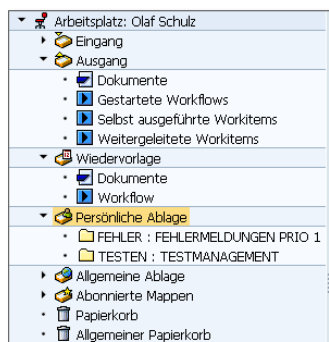 Arbeitsplatz: Olaf Schulz
Eingang
Ausgang
Dokumente
Gestartete Workflows
Selbst ausgeführte Workitems
Weitergeleitete Workitems
Wiedervorlage
Dokumente
Workflow
Persönliche Ablage
FEHLER : FEHLERMELDUNGEN PRIO 1
TESTEN : TESTMANAGEMENT
Allgemeine Ablage
Abonnierte Mappen
Papierkorb
Allgemeiner Papierkorb